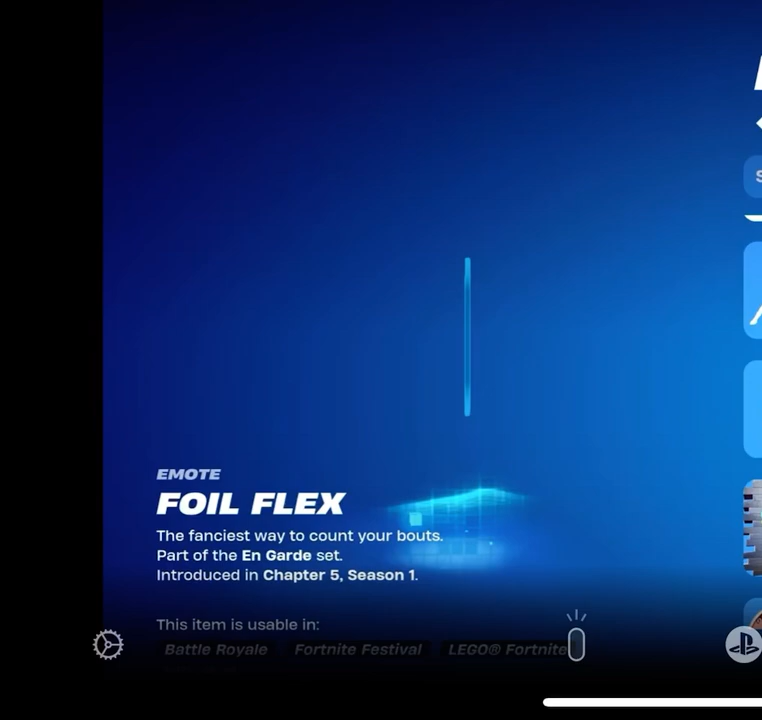 EMOTE
FOIL FLEX
The fanciest way to count your bouts.
Part of the En Garde set.
Introduced in Chapter 5, Season 1.
This item is usable in:
Battle Royale Fortnite Festival LEGO® Fortnite